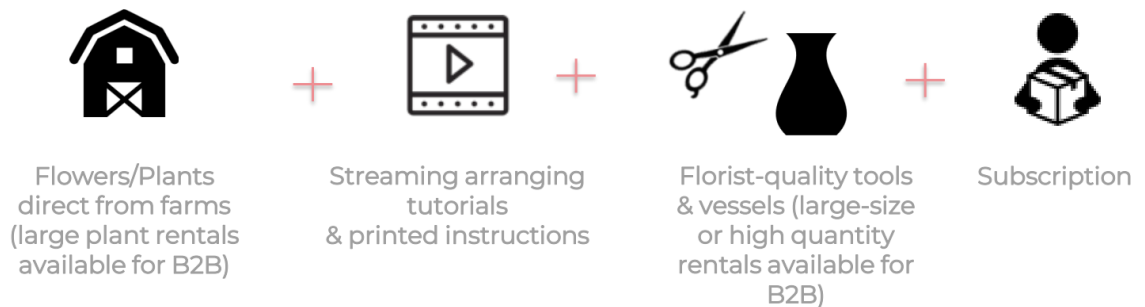 Flowers/Plants
direct from farms
(large plant rentals
available for B2B)
Streaming arranging
tutorials
& printed instructions
Florist-quality tools
& vessels (large-size
or high quantity
rentals available for
B2B)
Subscription